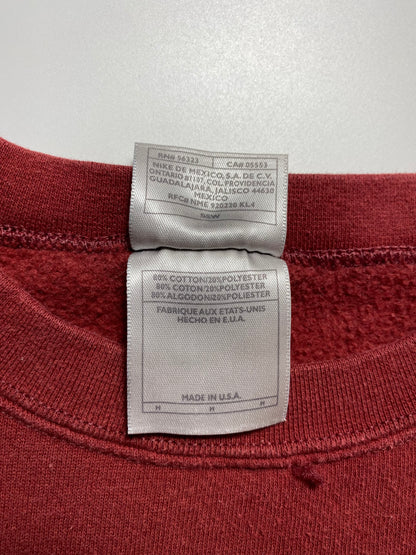 RN# 56323 CA# 05553
NIKE DE MEXICO, S.A. DE C.V.
ONTARIO #1107, COL. PROVIDENCIA
GUADALAJARA, JALISCO 44630
MEXICO
RFC# NME 920220 KL4
SEW
80% COTTON/20% POLYESTER
80% COTON/20% POLYESTER
80% ALGODON/20% POLIESTER
FABRIQUE AUX ETATS-UNIS
HECHO EN E.U.A.
MADE IN U.S.A.
M M M